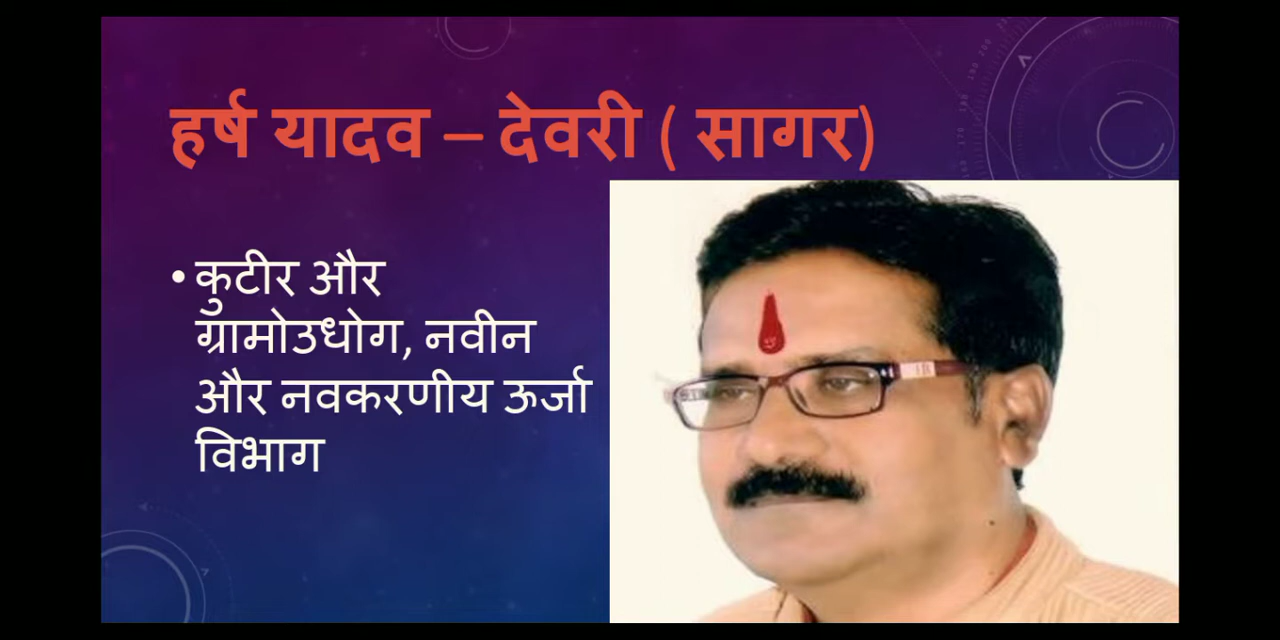 हर्ष यादव – देवरी ( सागर)
• कुटीर और
ग्रामोउधोग, नवीन
और नवकरणीय ऊर्जा
विभाग